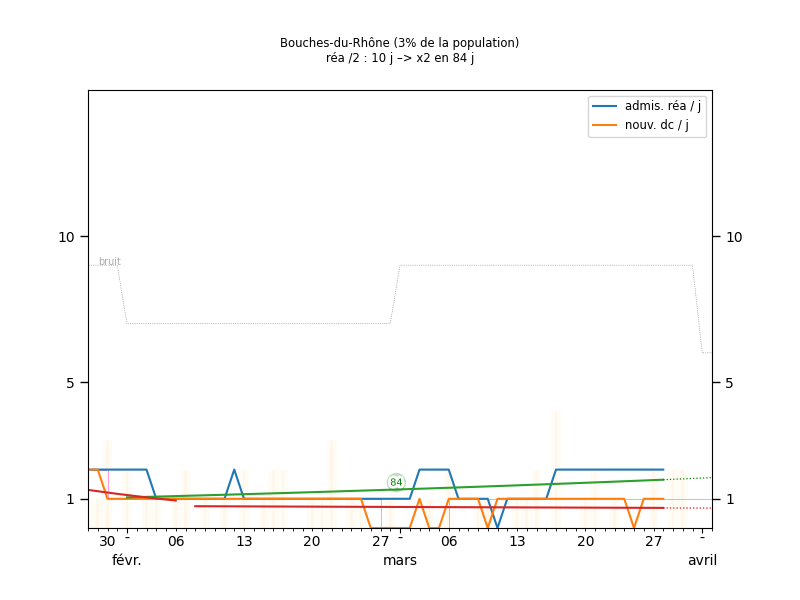 Bouches-du-Rhône (3% de la population)
réa /2 : 10 j –> x2 en 84 j
admis. réa / j
nouv. dc / j
10
10
bruit
5
5
84
1
1
30 - 06 13 20 27 - 06 13 20 27 -
févr. mars avril